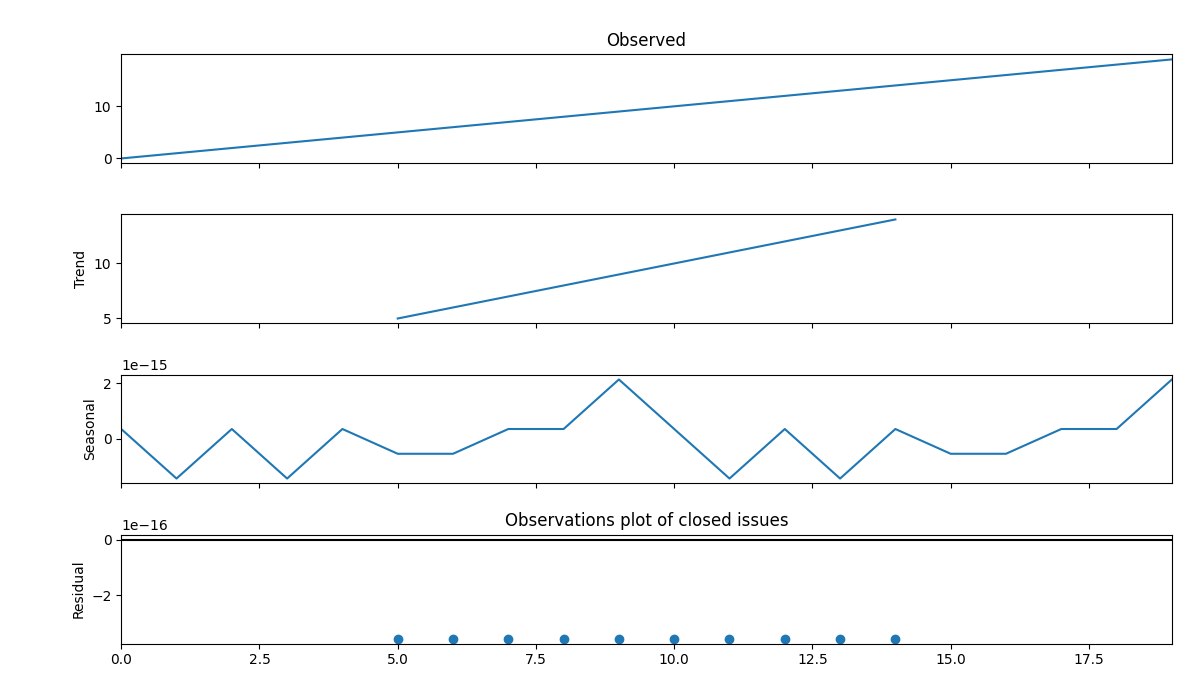 Observed
10
0
0.0 2.5 5.0 7.5 10.0 12.5 15.0 17.5
Trend
10
5
1e−15
Seasonal
2
0
Observations plot of closed issues
1e−16
Residual
0
−2